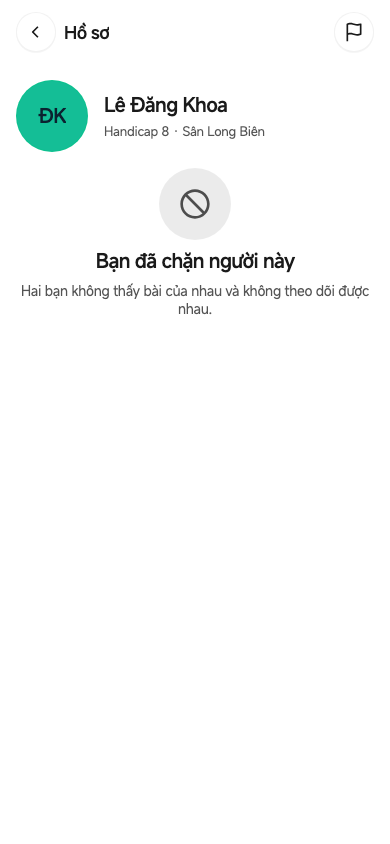 Hồ sơ
ĐK
Lê Đăng Khoa
Handicap 8 · Sân Long Biên
Bạn đã chặn người này
Hai bạn không thấy bài của nhau và không theo dõi được
nhau.